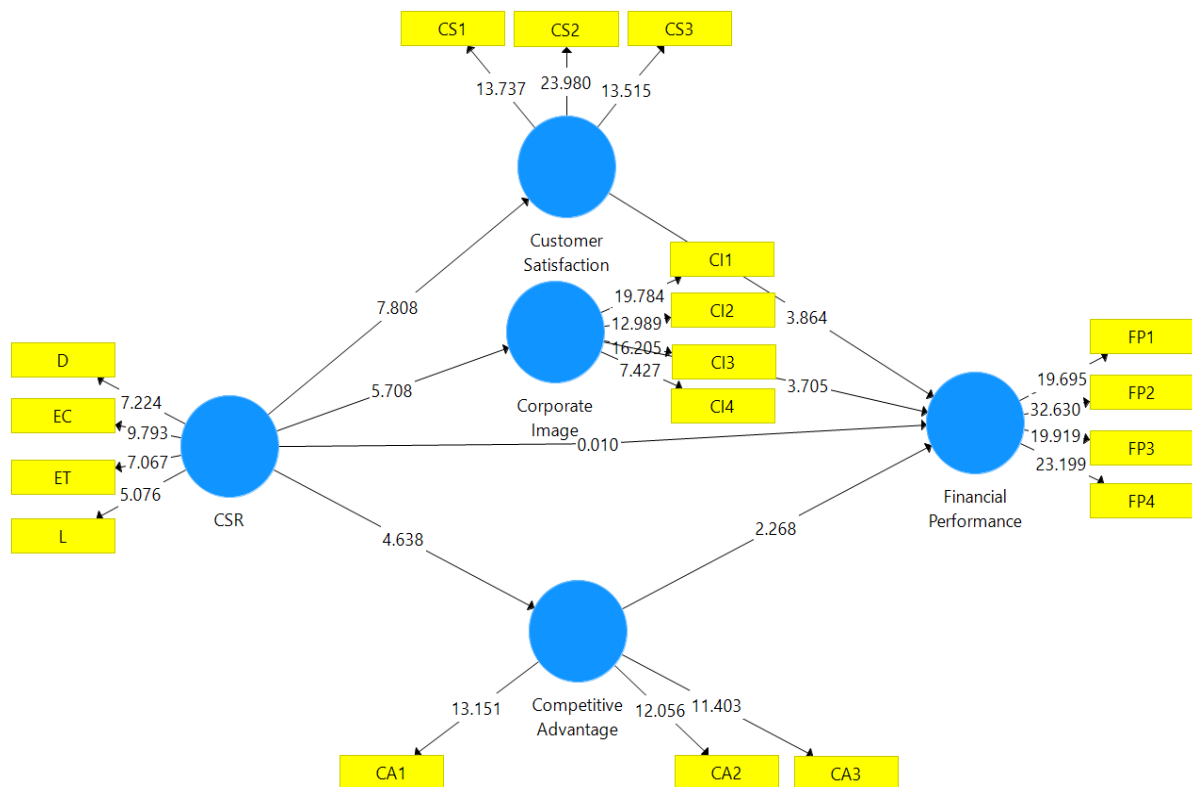 CS1
CS2
CS3
13.737
23.980
13.515
Customer
Satisfaction
CI1
19.784
CI2
12.989
16.205
CI3
7.427
CI4
3.864
3.705
7.808
5.708
Corporate
Image
0.010
D
7.224
EC
9.793
ET
7.067
5.076
L
CSR
FP1
19.695
FP2
32.630
19.919
FP3
23.199
FP4
Financial
Performance
4.638
2.268
Competitive
Advantage
13.151
12.056
11.403
CA1
CA2
CA3